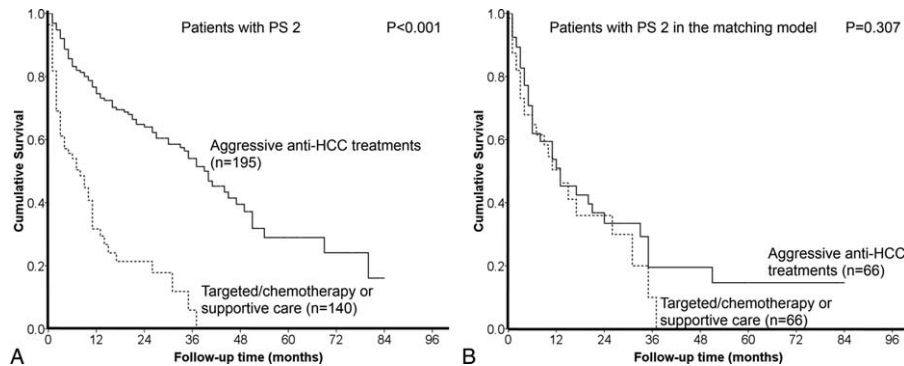 Patients with PS 2
P<0.001
Cumulative Survival
1.0
0.8
0.6
0.4
0.2
0.0
Aggressive anti-HCC treatments
(n=195)
Targeted/chemotherapy or
supportive care (n=140)
0 12 24 36 48 60 72 84 96
Follow-up time (months)
A
Patients with PS 2 in the matching model
P=0.307
Cumulative Survival
1.0
0.8
0.6
0.4
0.2
0.0
Aggressive anti-HCC
treatments (n=66)
Targeted/chemotherapy or
supportive care (n=66)
0 12 24 36 48 60 72 84 96
Follow-up time (months)
B